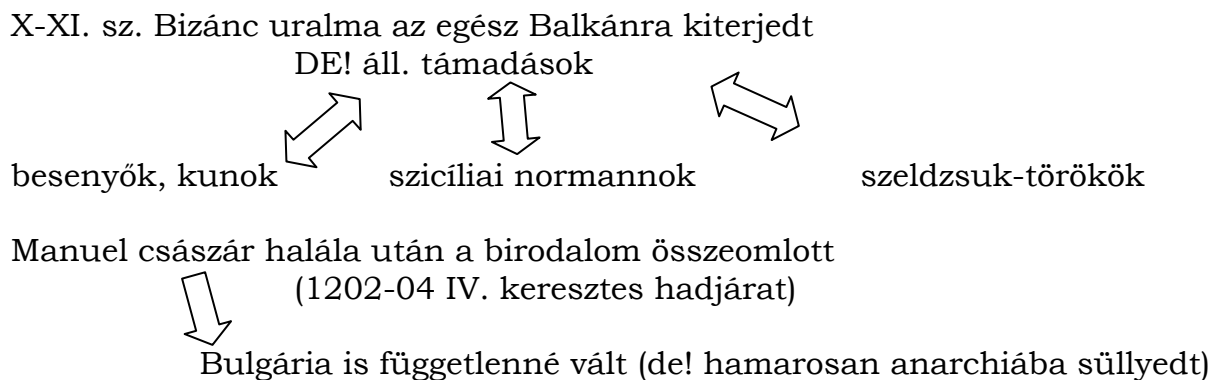 X-XI. sz. Bizánc uralma az egész Balkánra kiterjedt
DE! áll. támadások
besenyők, kunok szicíliai normannok szeldzsuk-törökök
Manuel császár halála után a birodalom összeomlott
(1202-04 IV. keresztes hadjárat)
Bulgária is függetlenné vált (de! hamarosan anarchiába süllyedt)